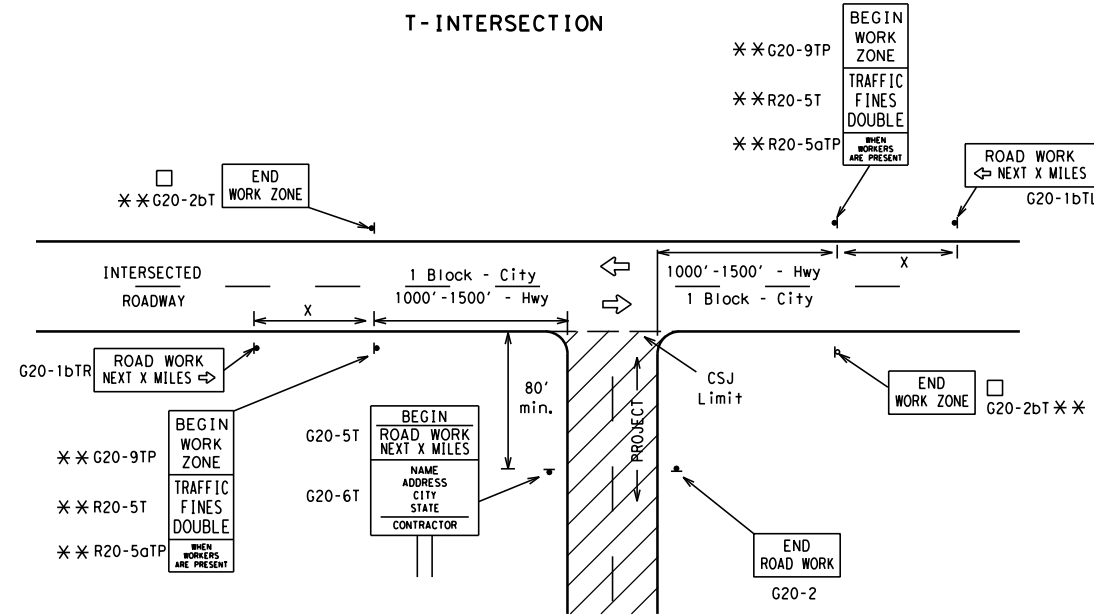 T-INTERSECTION
BEGIN
WORK
ZONE
TRAFFIC
FINES
DOUBLE
WHEN
WORKERS
ARE PRESENT
**G20-9TP
**R20-5T
**R20-5aTP
ROAD WORK
⇦ NEXT X MILES
G20-1bTL
□
**G20-2bT
END
WORK ZONE
INTERSECTED
ROADWAY
X
1 Block - City
1000'-1500' - Hwy
1000'-1500' - Hwy
1 Block - City
X
G20-1bTR
ROAD WORK
NEXT X MILES ⇨
80'
min.
PROJECT
CSJ
Limit
END
WORK ZONE
□
G20-2bT **
**G20-9TP
**R20-5T
**R20-5aTP
BEGIN
WORK
ZONE
TRAFFIC
FINES
DOUBLE
WHEN
WORKERS
ARE PRESENT
G20-5T
G20-6T
BEGIN
ROAD WORK
NEXT X MILES
NAME
ADDRESS
CITY
STATE
CONTRACTOR
END
ROAD WORK
G20-2